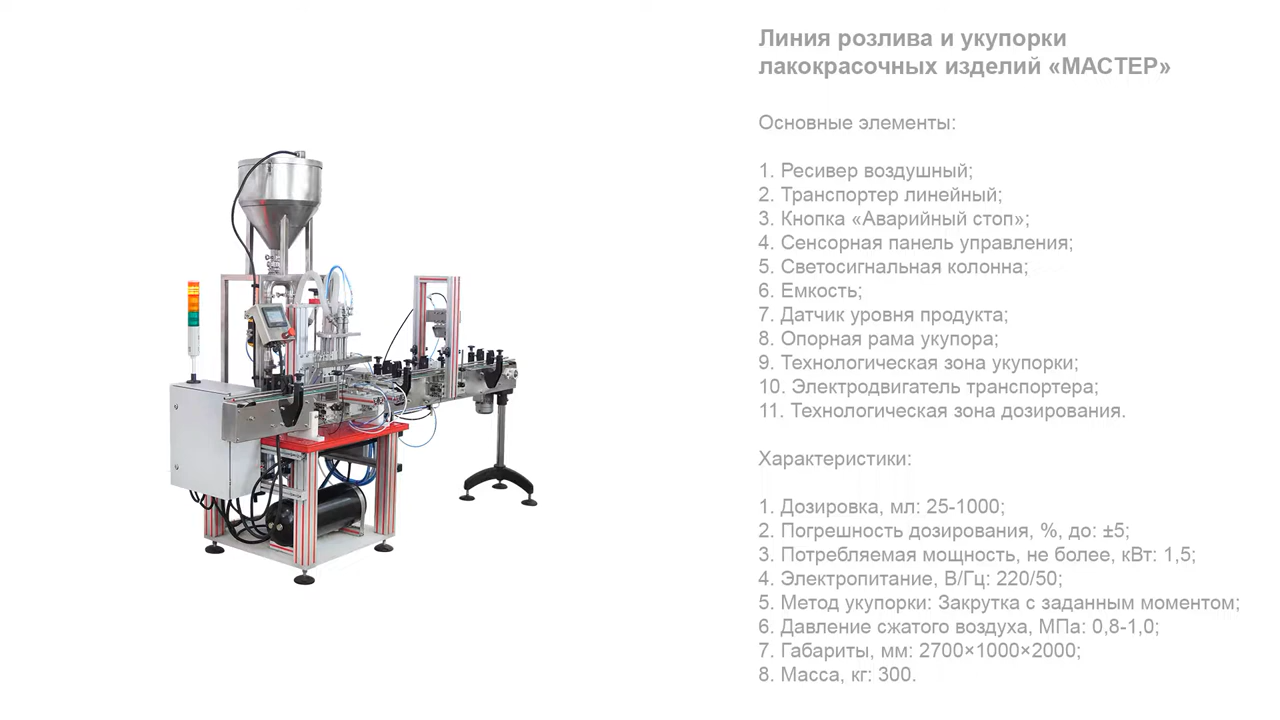 Линия розлива и укупорки
лакокрасочных изделий «МАСТЕР»
Основные элементы:
1. Ресивер воздушный;
2. Транспортер линейный;
3. Кнопка «Аварийный стоп»;
4. Сенсорная панель управления;
5. Светосигнальная колонна;
6. Емкость;
7. Датчик уровня продукта;
8. Опорная рама укупора;
9. Технологическая зона укупорки;
10. Электродвигатель транспортера;
11. Технологическая зона дозирования.
Характеристики:
1. Дозировка, мл: 25-1000;
2. Погрешность дозирования, %, до: ±5;
3. Потребляемая мощность, не более, кВт: 1,5;
4. Электропитание, В/Гц: 220/50;
5. Метод укупорки: Закрутка с заданным моментом;
6. Давление сжатого воздуха, МПа: 0,8-1,0;
7. Габариты, мм: 2700×1000×2000;
8. Масса, кг: 300.